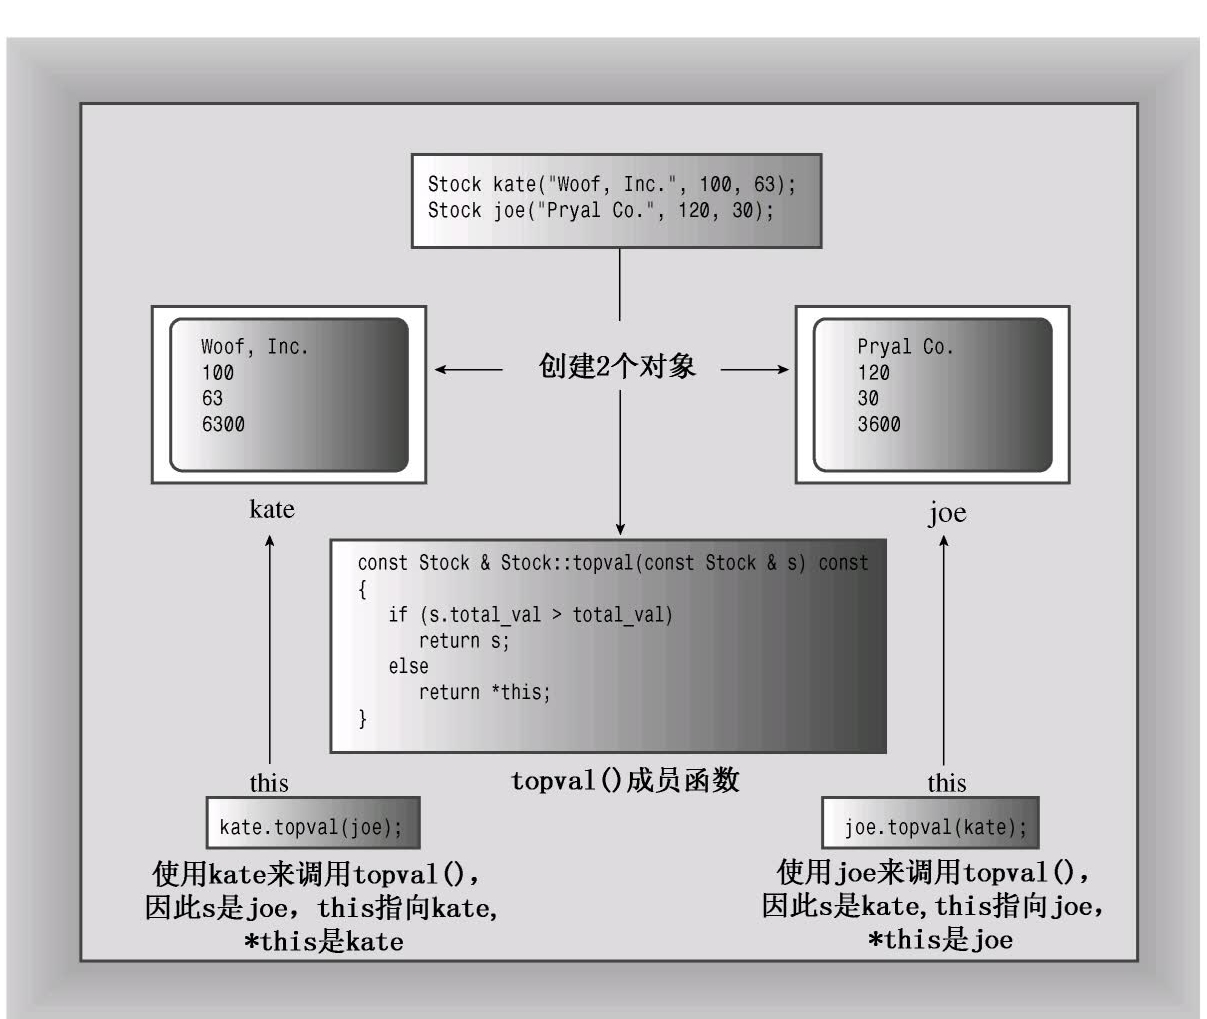 Stock kate("Woof, Inc.", 100, 63);
Stock joe("Pryal Co.", 120, 30);
Woof, Inc.
100
63
6300
kate
创建2个对象
Pryal Co.
120
30
3600
joe
const Stock & Stock::topval(const Stock & s) const
{
if (s.total_val > total_val)
return s;
else
return *this;
}
topval()成员函数
this
kate.topval(joe);
使用kate来调用topval(),
因此s是joe，this指向kate,
*this是kate
this
joe.topval(kate);
使用joe来调用topval(),
因此s是kate,this指向joe,
*this是joe